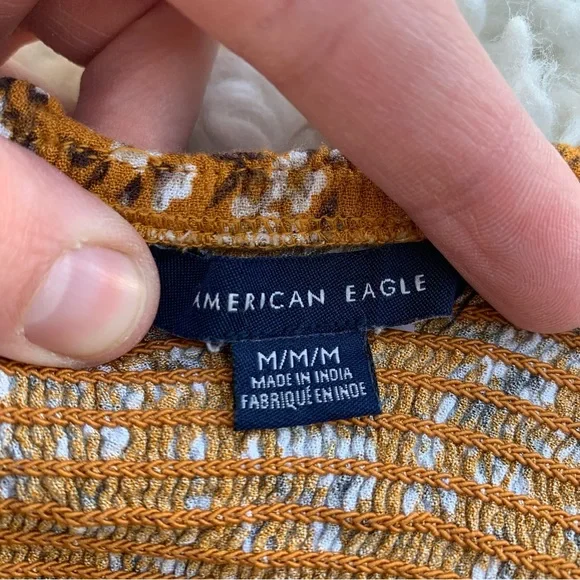 AMERICAN EAGLE
M/M/M
MADE IN INDIA
FABRIQUÉ EN INDE